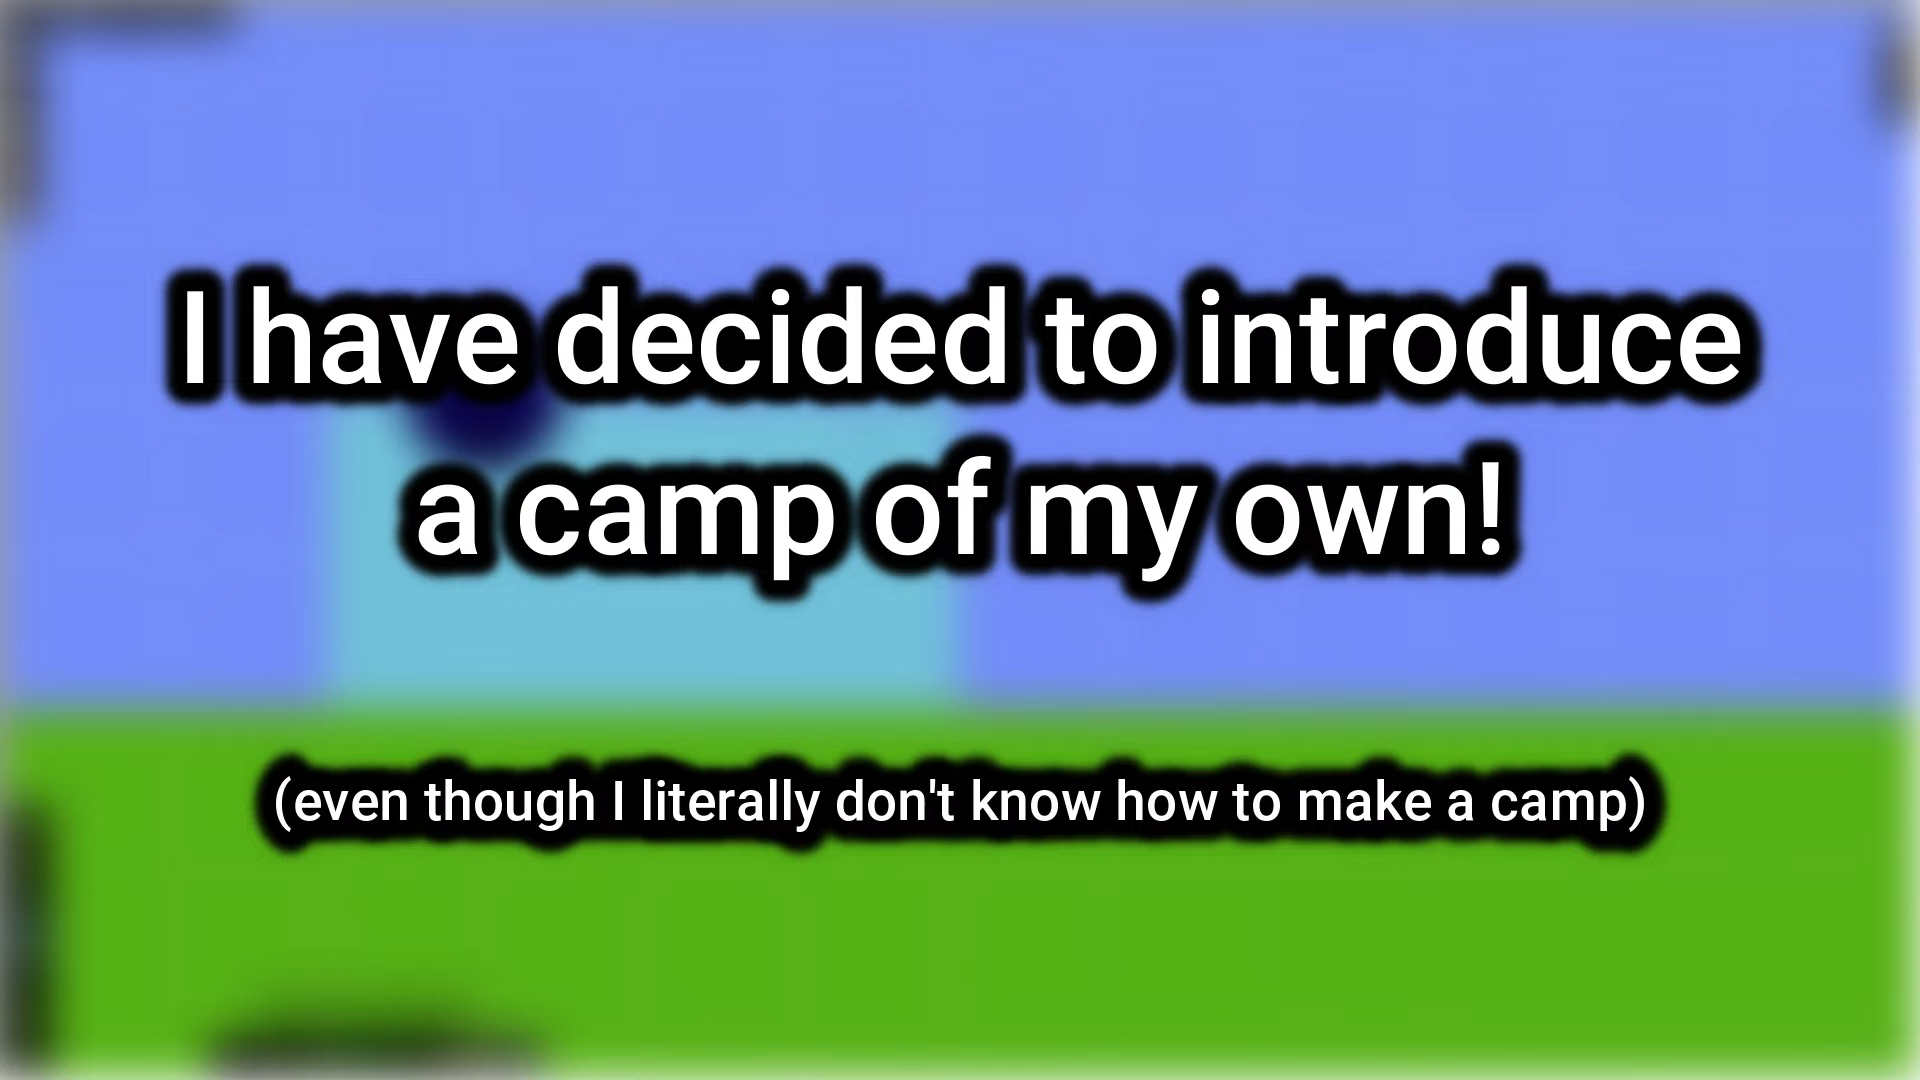 I have decided to introduce
a camp of my own!
(even though I literally don't know how to make a camp)